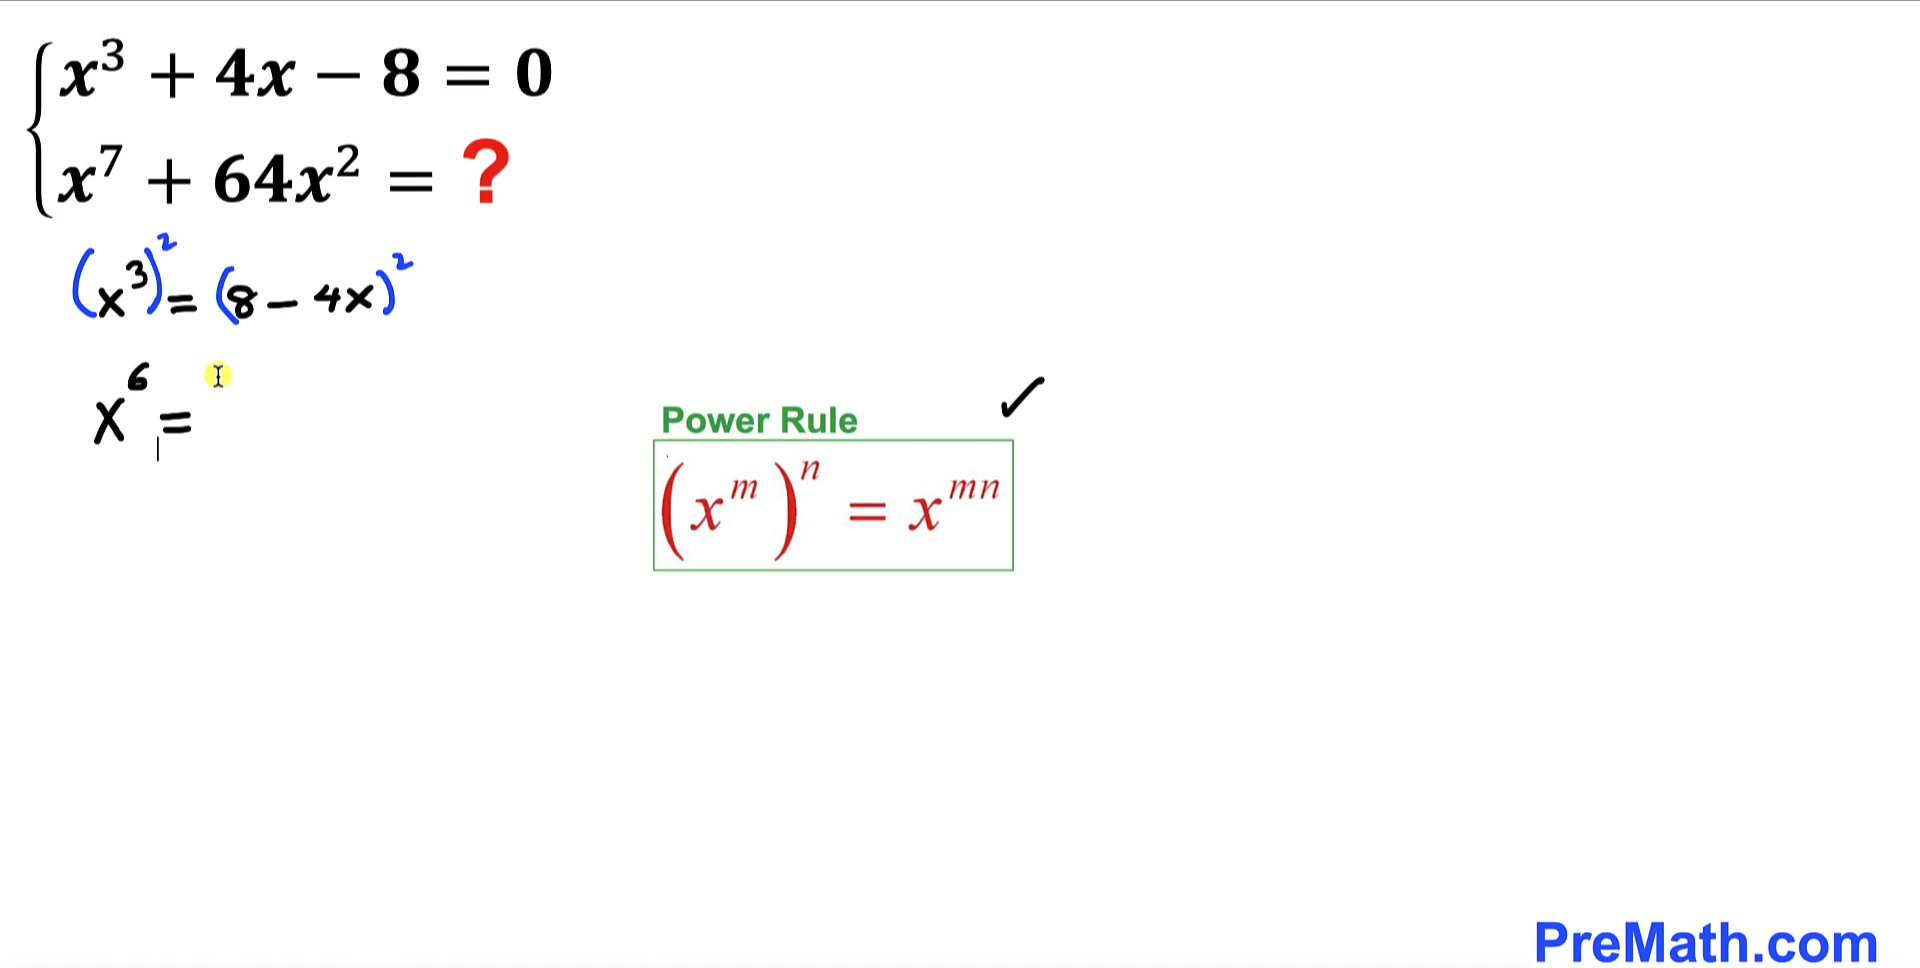 x³ + 4x − 8 = 0
x⁷ + 64x² = ?
(x³)² = (8 − 4x)²
x⁶ =
Power Rule
(xᵐ)ⁿ = xᵐⁿ
PreMath.com